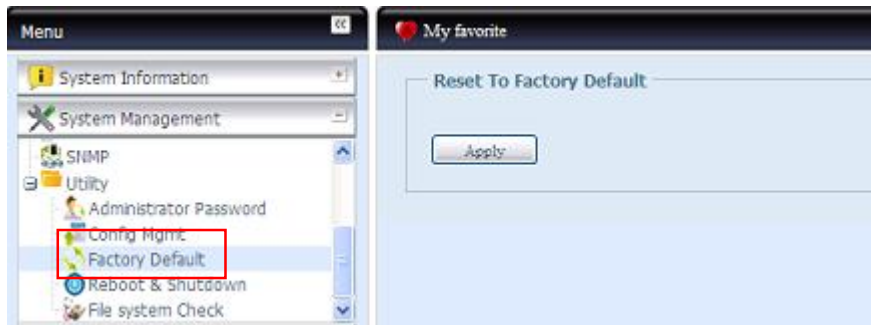 Menu
My favorite
System Information
System Management
SNMP
Utility
Administrator Password
Config Mgmt
Factory Default
Reboot & Shutdown
File system Check
Reset To Factory Default
Apply